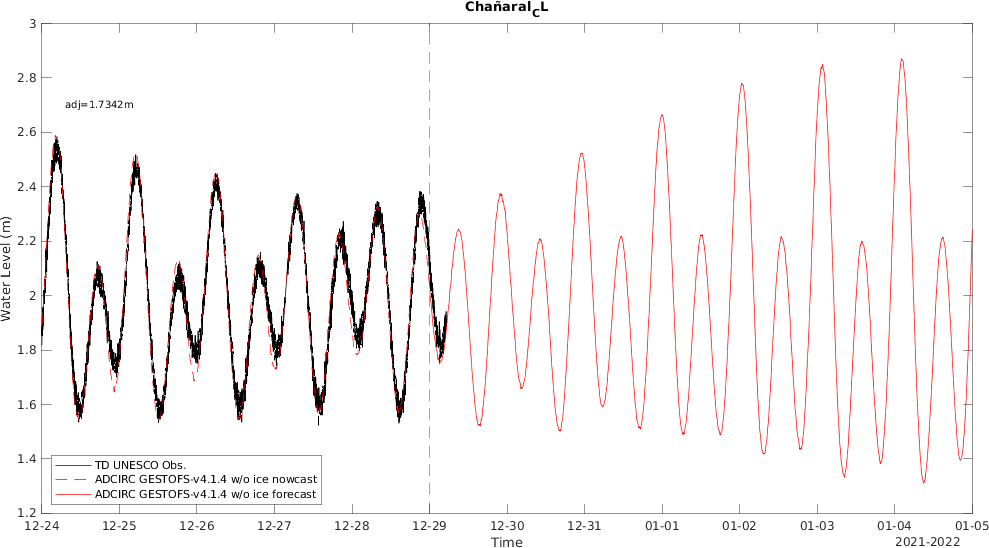 Chañaral_CL
3
2.8
2.6
2.4
2.2
2
1.8
1.6
1.4
1.2
Water Level (m)
adj=1.7342m
TD UNESCO Obs.
ADCIRC GESTOFS-v4.1.4 w/o ice nowcast
ADCIRC GESTOFS-v4.1.4 w/o ice forecast
12-24 12-25 12-26 12-27 12-28 12-29 12-30 12-31 01-01 01-02 01-03 01-04 01-05
Time
2021-2022